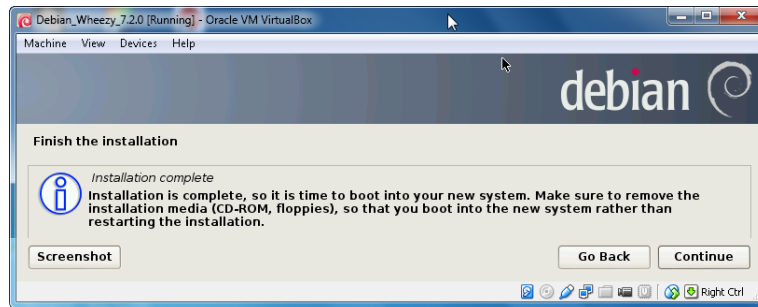 Debian_Wheezy_7.2.0 [Running] - Oracle VM VirtualBox
Machine View Devices Help
debian
Finish the installation
Installation complete
Installation is complete, so it is time to boot into your new system. Make sure to remove the
installation media (CD-ROM, floppies), so that you boot into the new system rather than
restarting the installation.
Screenshot Go Back Continue
Right Ctrl